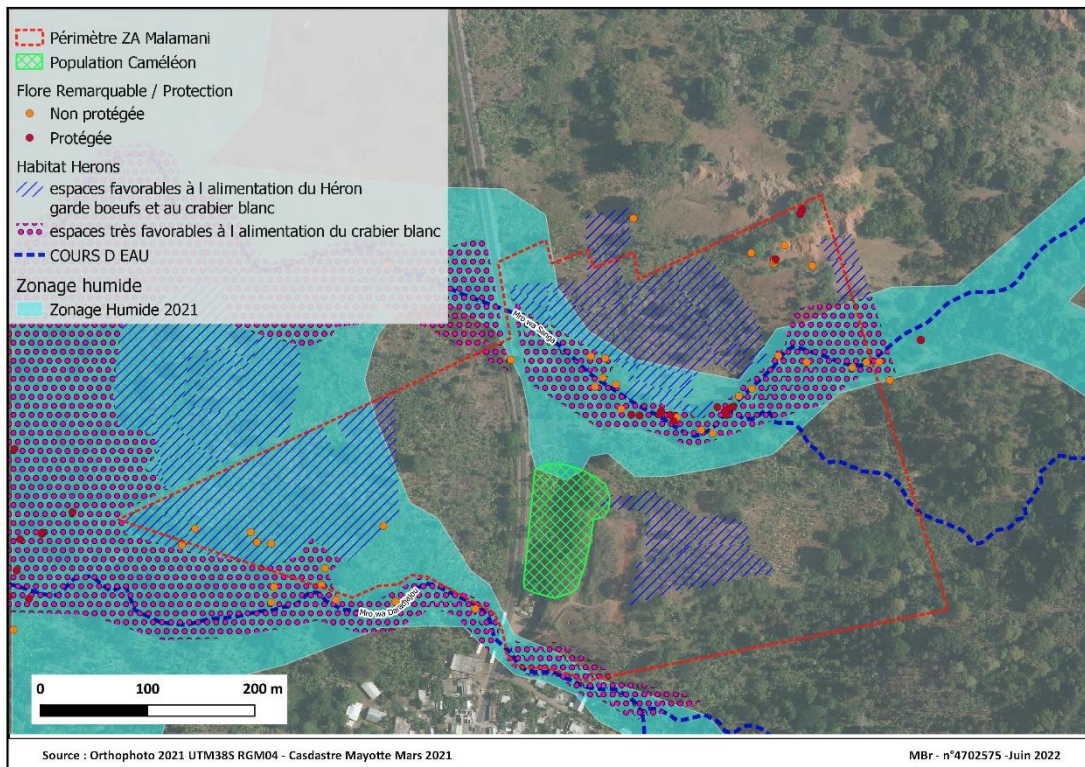 Périmètre ZA Malamani
Population Caméléon
Flore Remarquable / Protection
Non protégée
Protégée
Habitat Herons
espaces favorables à l alimentation du Héron
garde boeufs et au crabier blanc
espaces très favorables à l alimentation du crabier blanc
COURS D EAU
Zonage humide
Zonage Humide 2021
Mro wa Sanga
0 100 200 m
Source : Orthophoto 2021 UTM38S RGM04 - Casdastre Mayotte Mars 2021
MBr - n°4702575 -Juin 2022